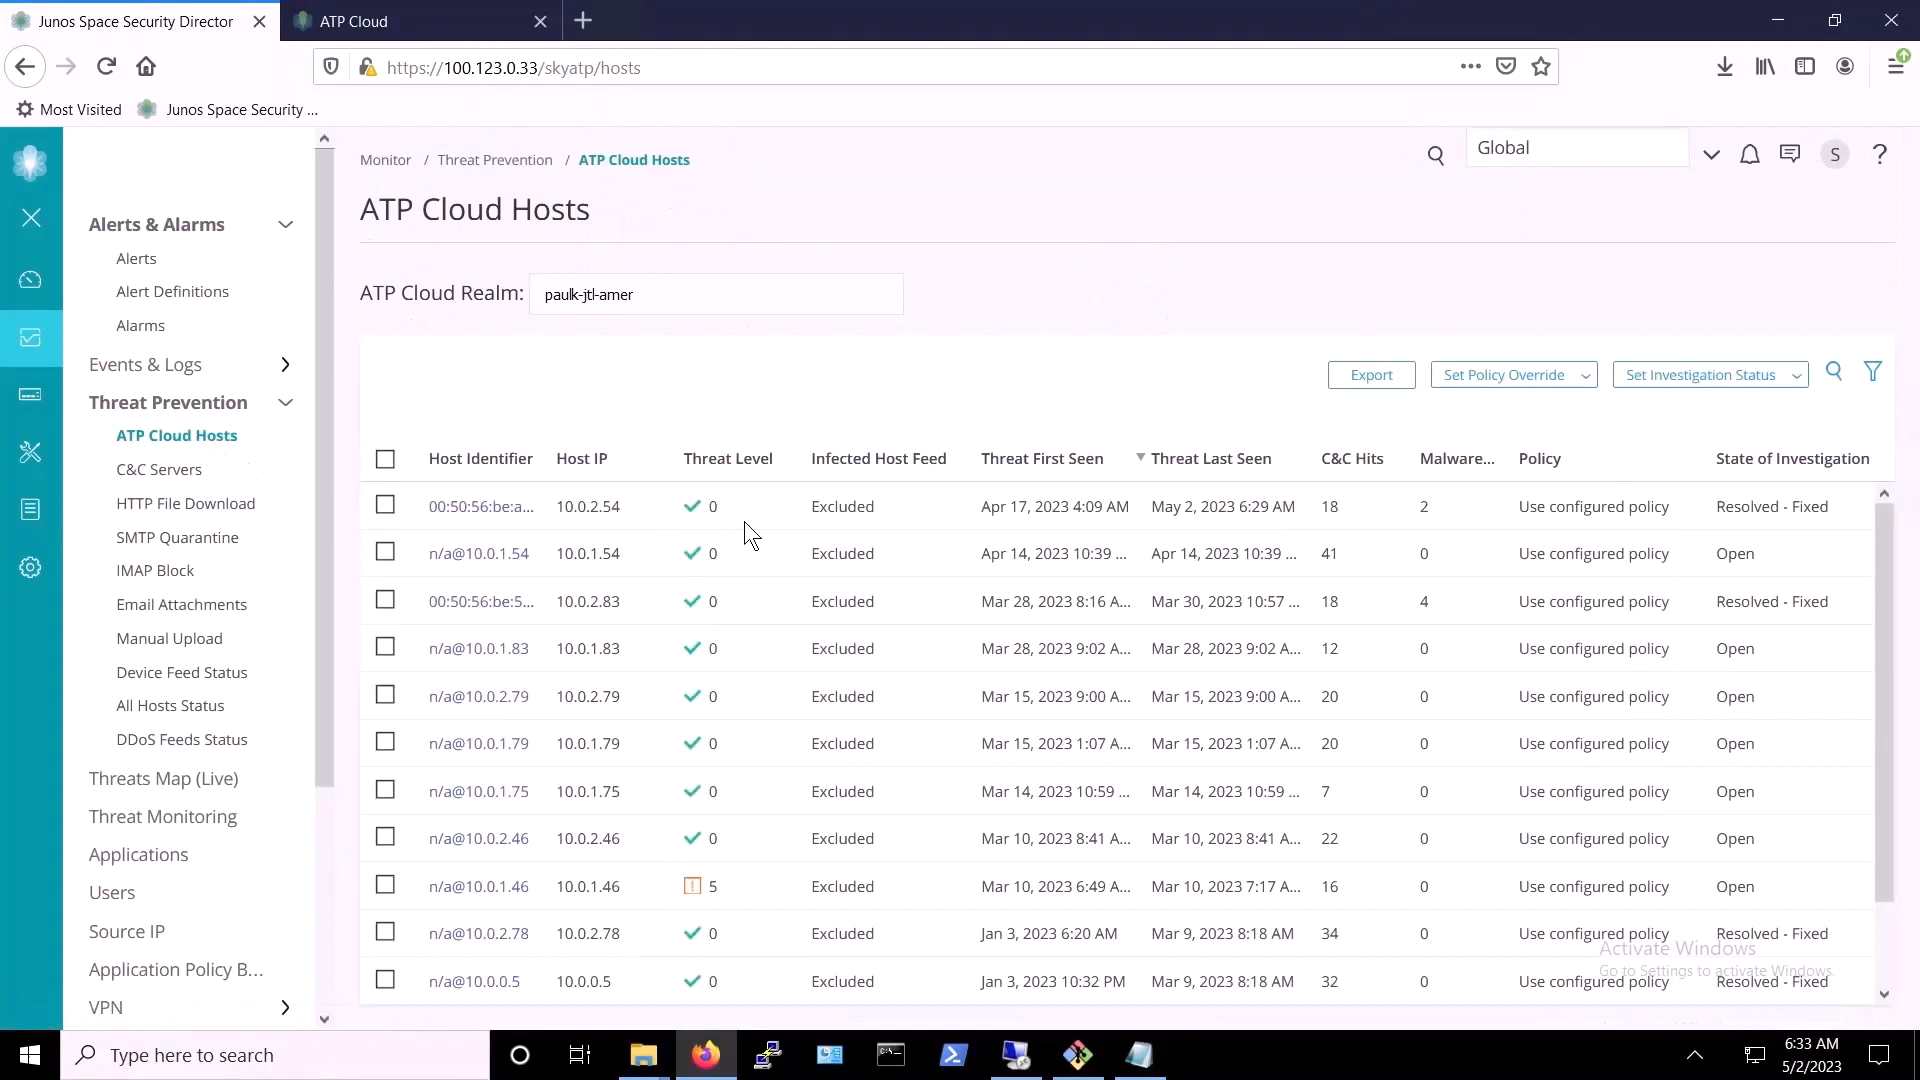 Junos Space Security Director
ATP Cloud
https://100.123.0.33/skyatp/hosts
Most Visited
Junos Space Security ...
Monitor / Threat Prevention / ATP Cloud Hosts
Global
S
?
ATP Cloud Hosts
ATP Cloud Realm: paulk-jtl-amer
Export
Set Policy Override
Set Investigation Status
Alerts & Alarms
Alerts
Alert Definitions
Alarms
Events & Logs
Threat Prevention
ATP Cloud Hosts
C&C Servers
HTTP File Download
SMTP Quarantine
IMAP Block
Email Attachments
Manual Upload
Device Feed Status
All Hosts Status
DDoS Feeds Status
Threats Map (Live)
Threat Monitoring
Applications
Users
Source IP
Application Policy B...
VPN
Host Identifier Host IP Threat Level Infected Host Feed Threat First Seen Threat Last Seen C&C Hits Malware... Policy State of Investigation
00:50:56:be:a... 10.0.2.54 0 Excluded Apr 17, 2023 4:09 AM May 2, 2023 6:29 AM 18 2 Use configured policy Resolved - Fixed
n/a@10.0.1.54 10.0.1.54 0 Excluded Apr 14, 2023 10:39 ... Apr 14, 2023 10:39 ... 41 0 Use configured policy Open
00:50:56:be:5... 10.0.2.83 0 Excluded Mar 28, 2023 8:16 A... Mar 30, 2023 10:57 ... 18 4 Use configured policy Resolved - Fixed
n/a@10.0.1.83 10.0.1.83 0 Excluded Mar 28, 2023 9:02 A... Mar 28, 2023 9:02 A... 12 0 Use configured policy Open
n/a@10.0.2.79 10.0.2.79 0 Excluded Mar 15, 2023 9:00 A... Mar 15, 2023 9:00 A... 20 0 Use configured policy Open
n/a@10.0.1.79 10.0.1.79 0 Excluded Mar 15, 2023 1:07 A... Mar 15, 2023 1:07 A... 20 0 Use configured policy Open
n/a@10.0.1.75 10.0.1.75 0 Excluded Mar 14, 2023 10:59 ... Mar 14, 2023 10:59 ... 7 0 Use configured policy Open
n/a@10.0.2.46 10.0.2.46 0 Excluded Mar 10, 2023 8:41 A... Mar 10, 2023 8:41 A... 22 0 Use configured policy Open
n/a@10.0.1.46 10.0.1.46 5 Excluded Mar 10, 2023 6:49 A... Mar 10, 2023 7:17 A... 16 0 Use configured policy Open
n/a@10.0.2.78 10.0.2.78 0 Excluded Jan 3, 2023 6:20 AM Mar 9, 2023 8:18 AM 34 0 Use configured policy Resolved - Fixed
n/a@10.0.0.5 10.0.0.5 0 Excluded Jan 3, 2023 10:32 PM Mar 9, 2023 8:18 AM 32 0 Use configured policy Resolved - Fixed
Activate Windows
Go to Settings to activate Windows.
Type here to search
6:33 AM
5/2/2023